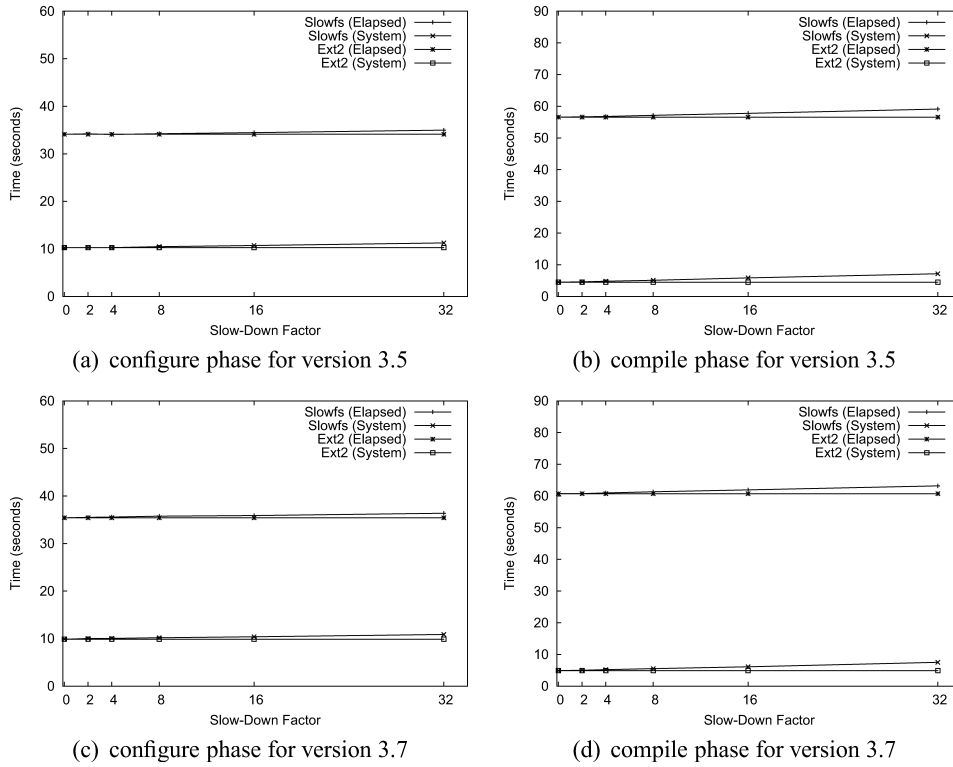 60
50
40
30
20
10
0
Time (seconds)
Slowfs (Elapsed)
Slowfs (System)
Ext2 (Elapsed)
Ext2 (System)
0 2 4 8 16 32
Slow-Down Factor
(a) configure phase for version 3.5
90
80
70
60
50
40
30
20
10
0
Time (seconds)
Slowfs (Elapsed)
Slowfs (System)
Ext2 (Elapsed)
Ext2 (System)
0 2 4 8 16 32
Slow-Down Factor
(b) compile phase for version 3.5
60
50
40
30
20
10
0
Time (seconds)
Slowfs (Elapsed)
Slowfs (System)
Ext2 (Elapsed)
Ext2 (System)
0 2 4 8 16 32
Slow-Down Factor
(c) configure phase for version 3.7
90
80
70
60
50
40
30
20
10
0
Time (seconds)
Slowfs (Elapsed)
Slowfs (System)
Ext2 (Elapsed)
Ext2 (System)
0 2 4 8 16 32
Slow-Down Factor
(d) compile phase for version 3.7